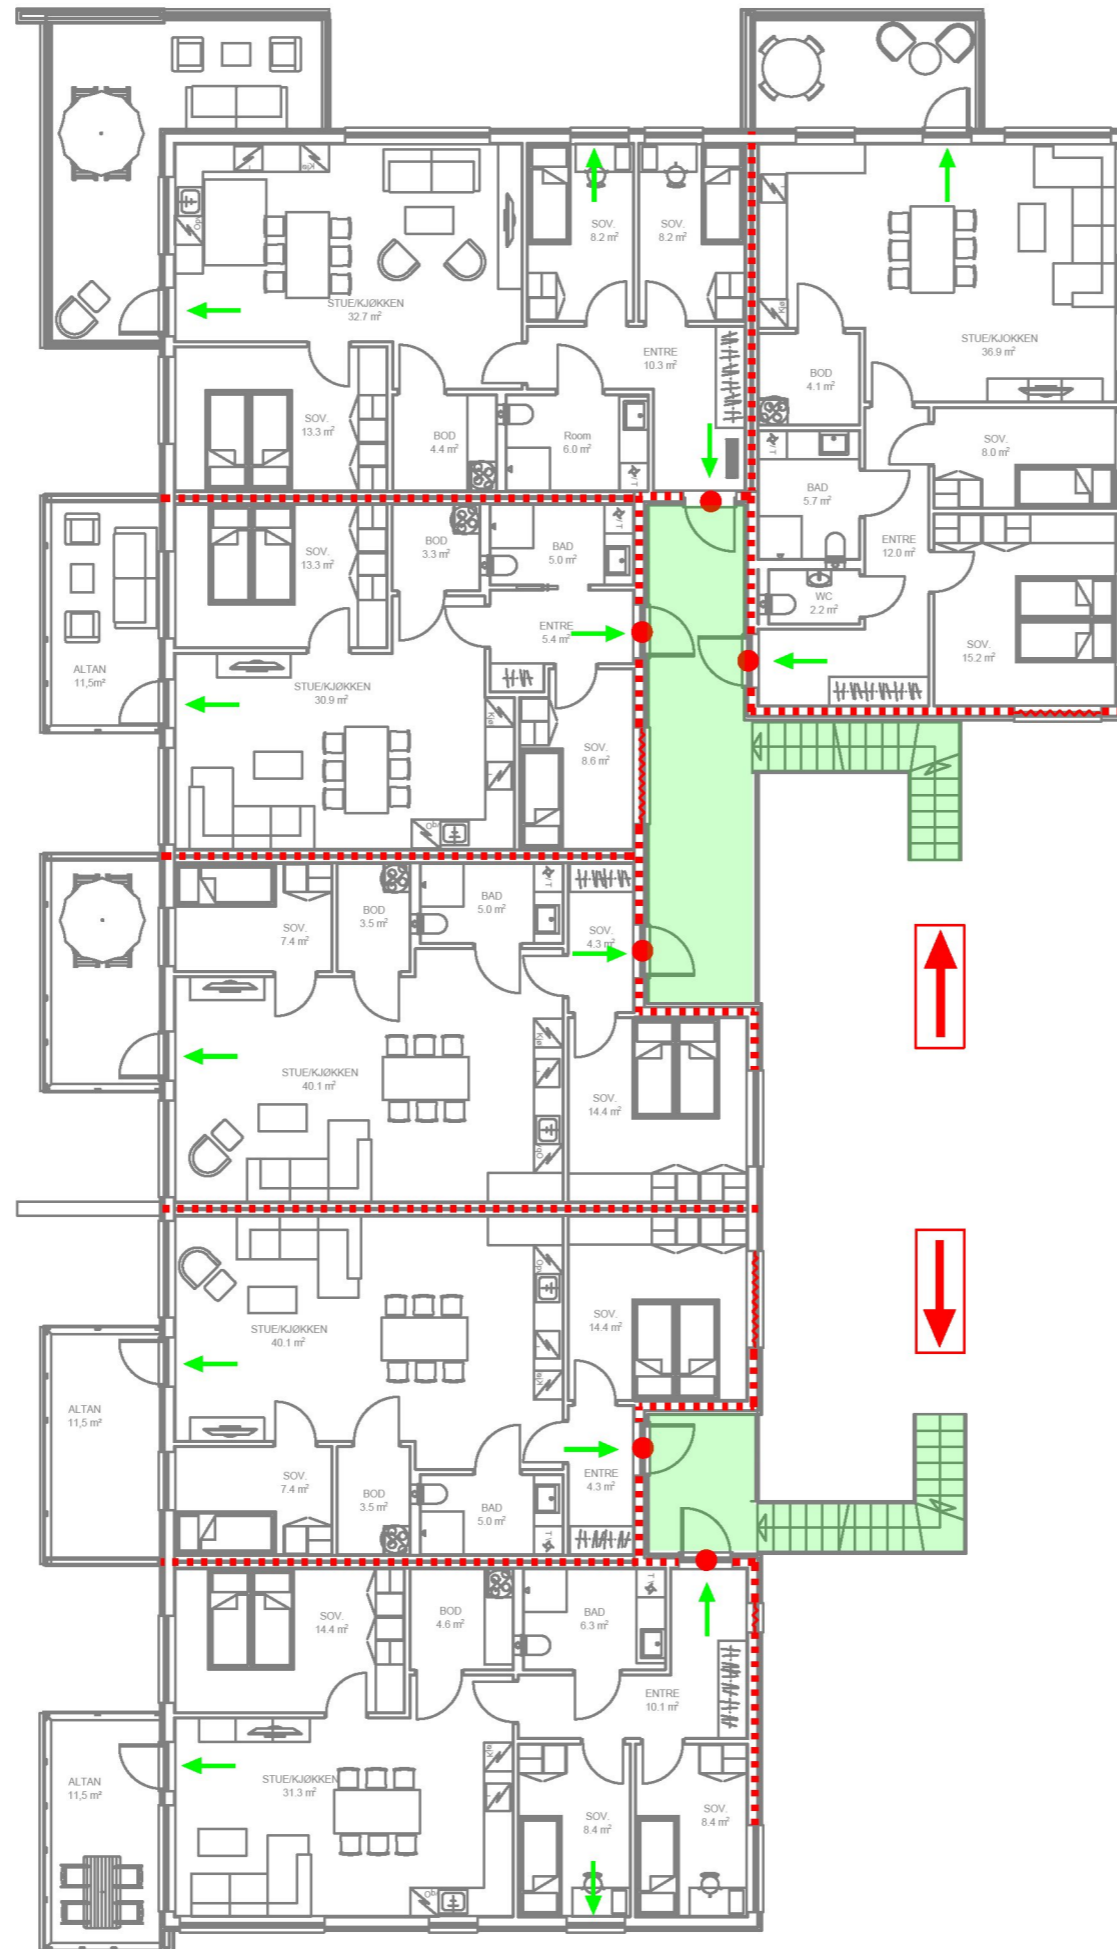 SOV.
8.2 m²
SOV.
8.2 m²
STUE/KJØKKEN
32.7 m²
ENTRE
10.3 m²
STUE/KJOKKEN
36.9 m²
BOD
4.1 m²
SOV.
13.3 m²
BOD
4.4 m²
Room
6.0 m²
SOV.
8.0 m²
BAD
5.7 m²
SOV.
13.3 m²
BOD
3.3 m²
BAD
5.0 m²
ENTRE
12.0 m²
WC
2.2 m²
ENTRE
5.4 m²
SOV.
15.2 m²
ALTAN
11,5m²
STUE/KJØKKEN
30.9 m²
SOV.
8.6 m²
BAD
5.0 m²
BOD
3.5 m²
SOV.
7.4 m²
SOV.
4.3 m²
STUE/KJØKKEN
40.1 m²
SOV.
14.4 m²
STUE/KJØKKEN
40.1 m²
SOV.
14.4 m²
ALTAN
11,5 m²
SOV.
7.4 m²
BOD
3.5 m²
BAD
5.0 m²
ENTRE
4.3 m²
SOV.
14.4 m²
BOD
4.6 m²
BAD
6.3 m²
ENTRE
10.1 m²
ALTAN
11,5 m²
STUE/KJØKKEN
31.3 m²
SOV.
8.4 m²
SOV.
8.4 m²